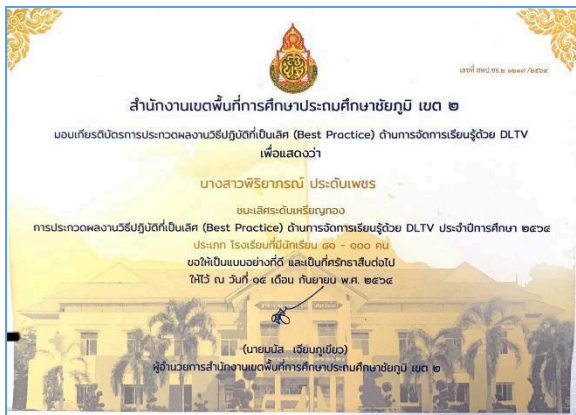 เลขที่ สพป.ชย.๒ ๑๒๑๙/๒๕๖๔
สำนักงานเขตพื้นที่การศึกษาประถมศึกษาชัยภูมิ เขต ๒
มอบเกียรติบัตรการประกวดผลงานวิธีปฏิบัติที่เป็นเลิศ (Best Practice) ด้านการจัดการเรียนรู้ด้วย DLTV
เพื่อแสดงว่า
นางสาวพิริยาภรณ์ ประดับเพชร
ชนะเลิศระดับเหรียญทอง
การประกวดผลงานวิธีปฏิบัติที่เป็นเลิศ (Best Practice) ด้านการจัดการเรียนรู้ด้วย DLTV ประจำปีการศึกษา ๒๕๖๔
ประเภท โรงเรียนที่มีนักเรียน ๘๑ - ๑๐๐ คน
ขอให้เป็นแบบอย่างที่ดี และเป็นที่ศรัทธาสืบต่อไป
ให้ไว้ ณ วันที่ ๑๕ เดือน กันยายน พ.ศ. ๒๕๖๔
(นายมนัส เจียมภูเขียว)
ผู้อำนวยการสำนักงานเขตพื้นที่การศึกษาประถมศึกษาชัยภูมิ เขต ๒